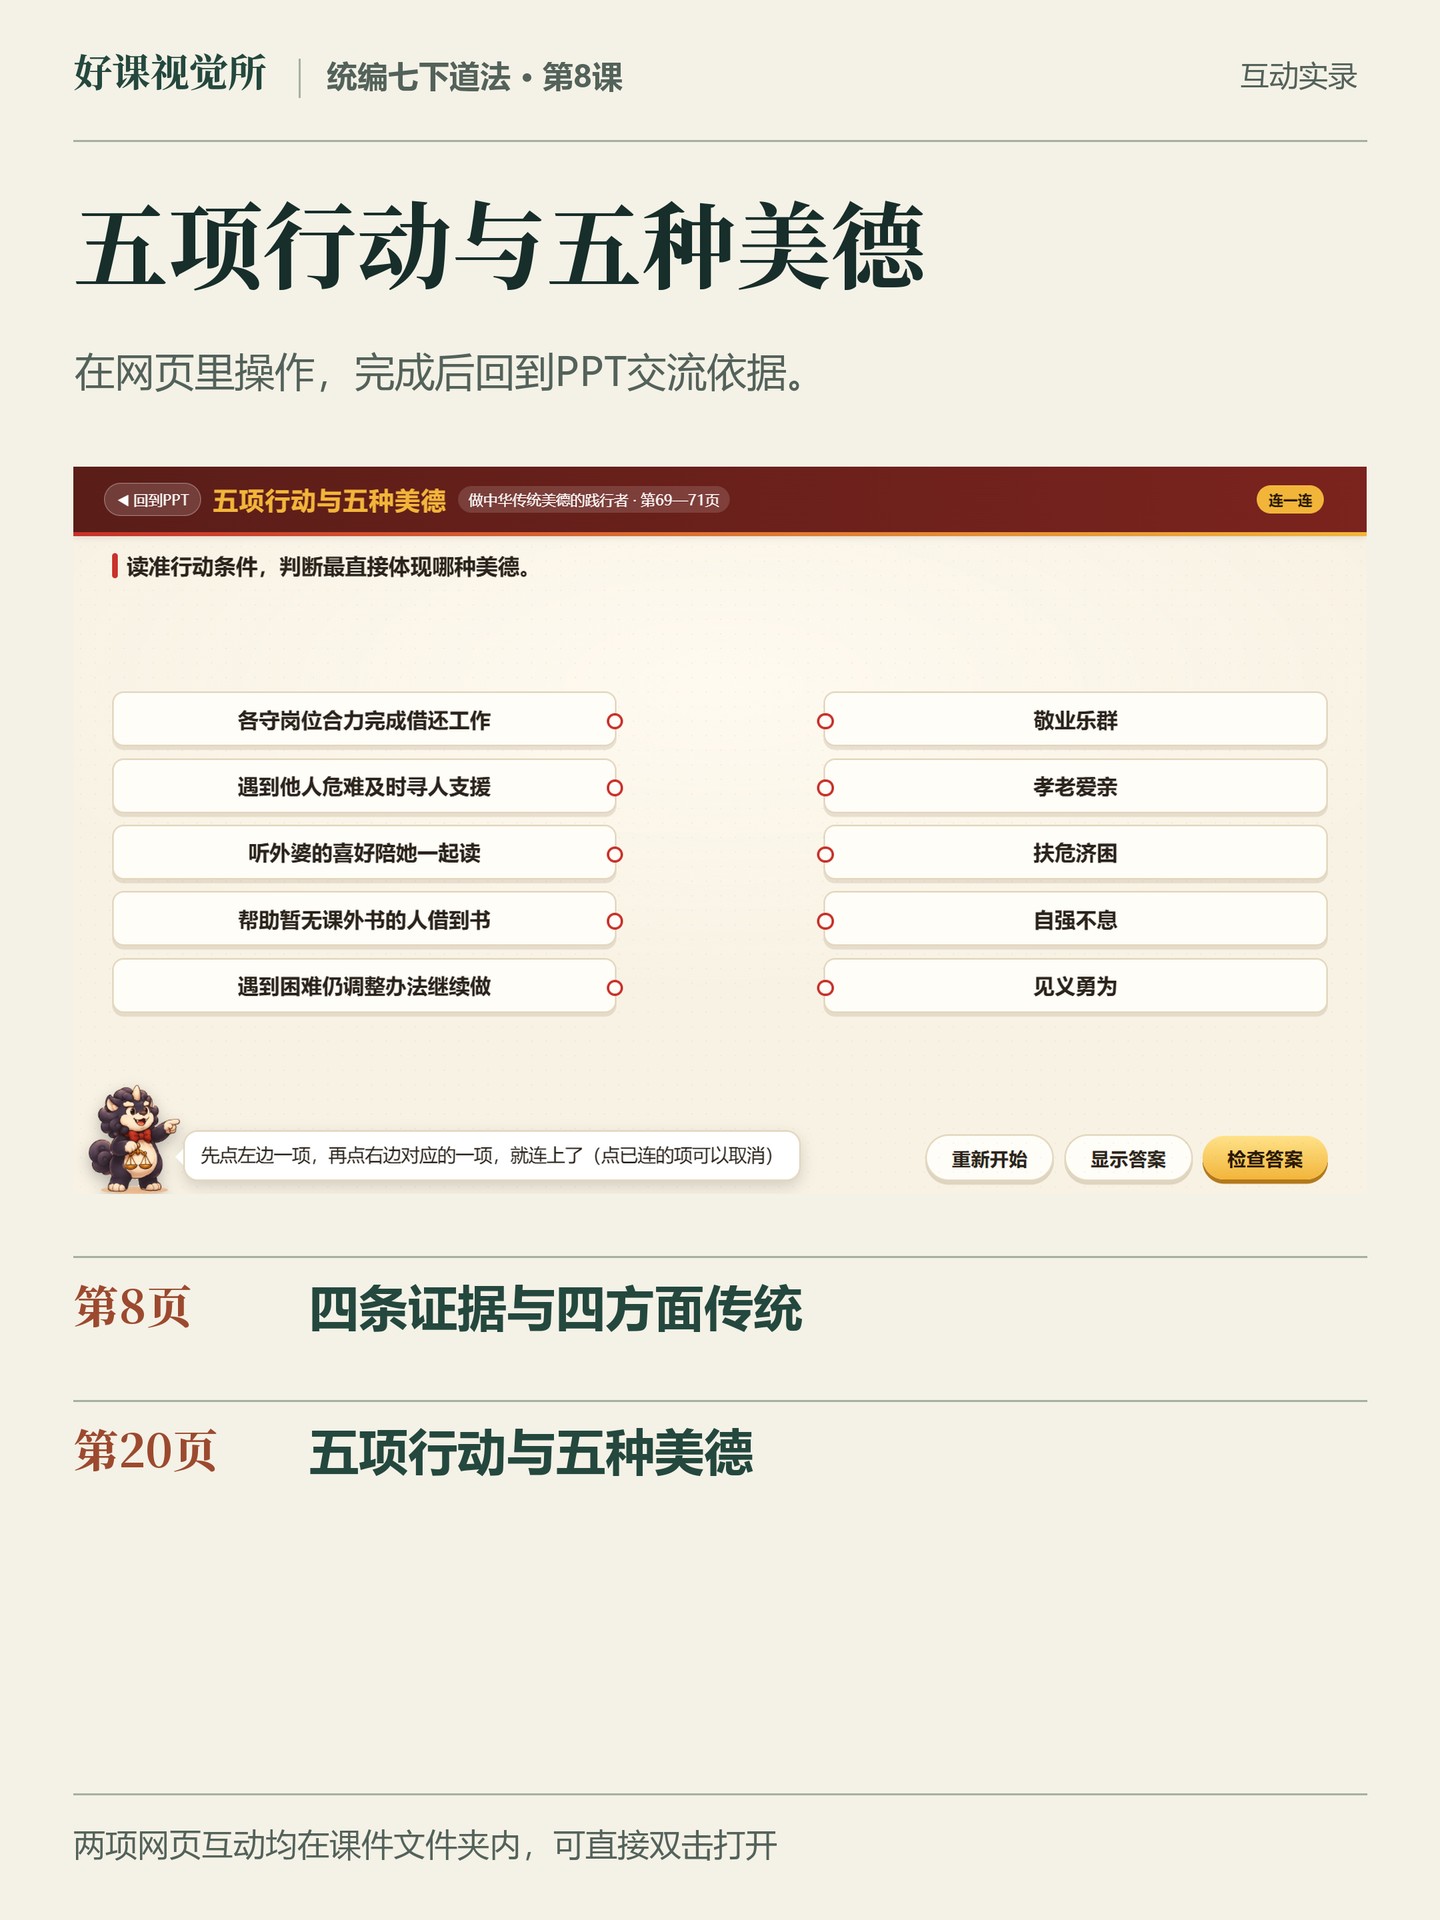 好课视觉所
统编七下道法·第8课
互动实录
五项行动与五种美德
在网页里操作，完成后回到PPT交流依据。
◀ 回到PPT
五项行动与五种美德
做中华传统美德的践行者·第69—71页
连一连
读准行动条件，判断最直接体现哪种美德。
各守岗位合力完成借还工作
敬业乐群
遇到他人危难及时寻人支援
孝老爱亲
听外婆的喜好陪她一起读
扶危济困
帮助暂无课外书的人借到书
自强不息
遇到困难仍调整办法继续做
见义勇为
先点左边一项，再点右边对应的一项，就连上了（点已连的项可以取消）
重新开始
显示答案
检查答案
第8页
四条证据与四方面传统
第20页
五项行动与五种美德
两项网页互动均在课件文件夹内，可直接双击打开